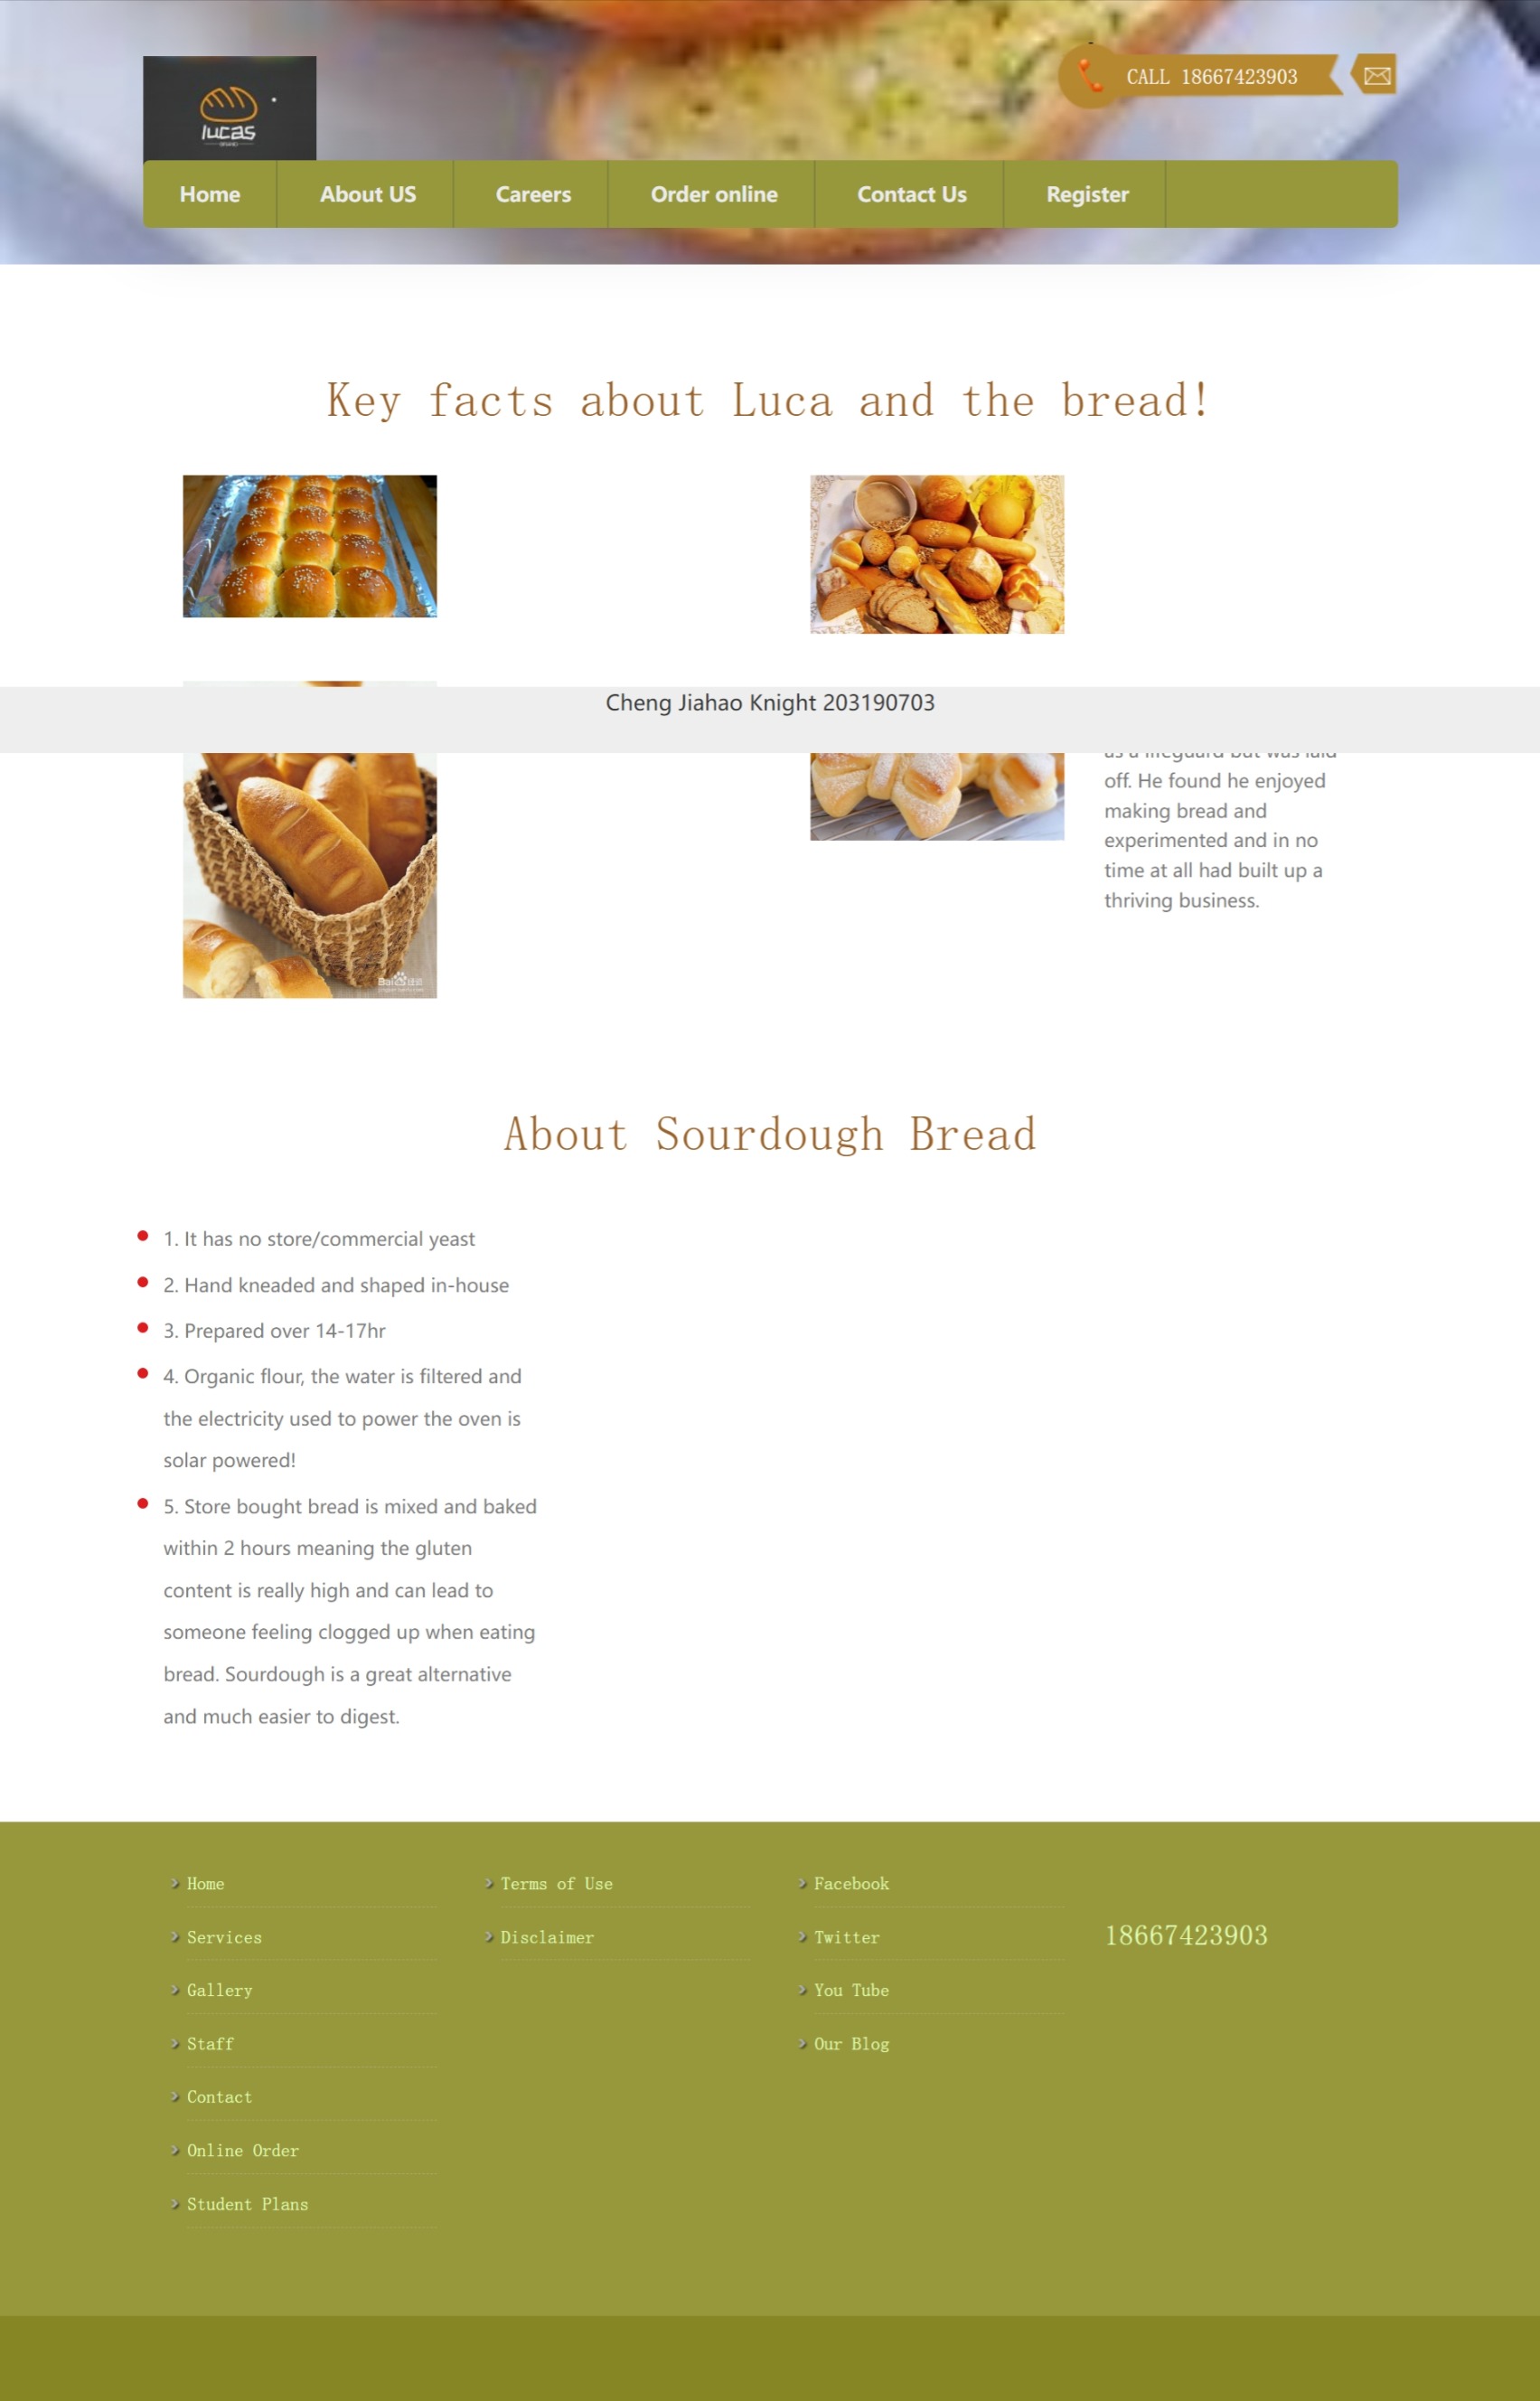 lucas
CALL 18667423903
Home
About US
Careers
Order online
Contact Us
Register
Key facts about Luca and the bread!
Cheng Jiahao Knight 203190703
as a lifeguard but was laid
off. He found he enjoyed
making bread and
experimented and in no
time at all had built up a
thriving business.
About Sourdough Bread
1. It has no store/commercial yeast
2. Hand kneaded and shaped in-house
3. Prepared over 14-17hr
4. Organic flour, the water is filtered and
the electricity used to power the oven is
solar powered!
5. Store bought bread is mixed and baked
within 2 hours meaning the gluten
content is really high and can lead to
someone feeling clogged up when eating
bread. Sourdough is a great alternative
and much easier to digest.
Home
Services
Gallery
Staff
Contact
Online Order
Student Plans
Terms of Use
Disclaimer
Facebook
Twitter
You Tube
Our Blog
18667423903